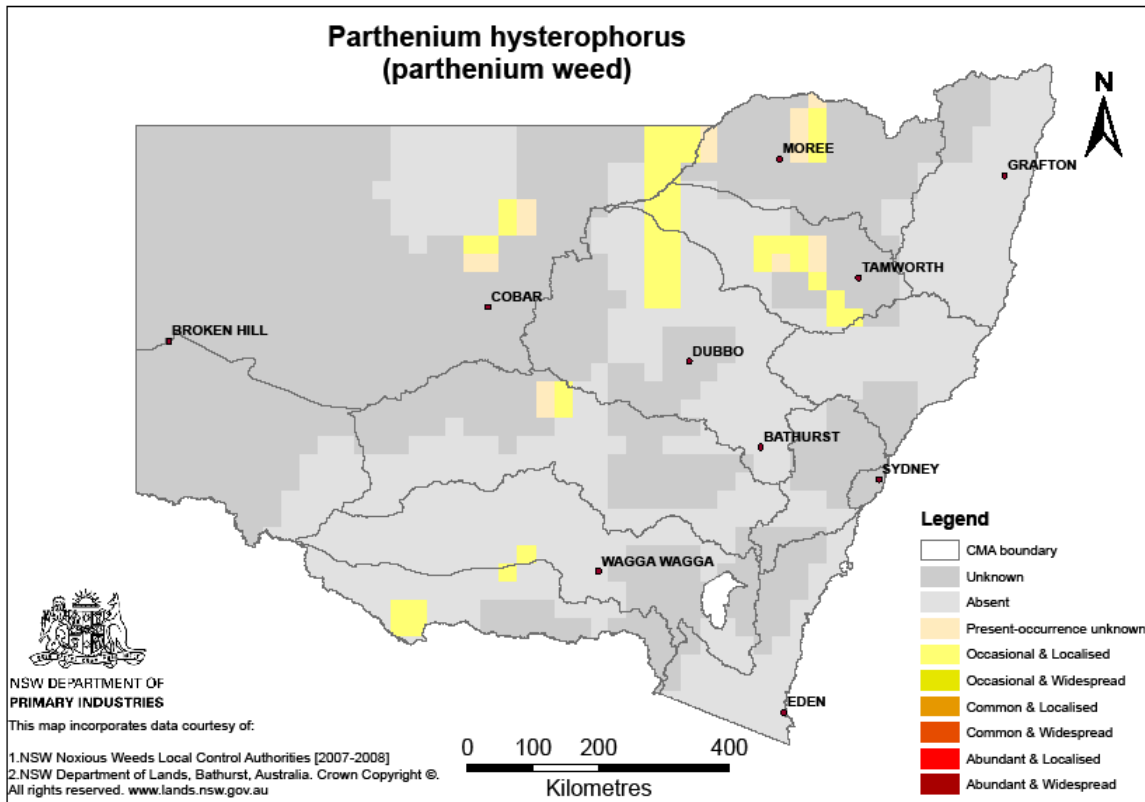 Parthenium hysterophorus
(parthenium weed)
N
MOREE
GRAFTON
TAMWORTH
COBAR
BROKEN HILL
DUBBO
BATHURST
SYDNEY
WAGGA WAGGA
EDEN
Legend
CMA boundary
Unknown
Absent
Present-occurrence unknown
Occasional & Localised
Occasional & Widespread
Common & Localised
Common & Widespread
Abundant & Localised
Abundant & Widespread
NSW DEPARTMENT OF
PRIMARY INDUSTRIES
This map incorporates data courtesy of:
1.NSW Noxious Weeds Local Control Authorities [2007-2008]
2.NSW Department of Lands, Bathurst, Australia. Crown Copyright ©.
All rights reserved. www.lands.nsw.gov.au
0 100 200 400
Kilometres